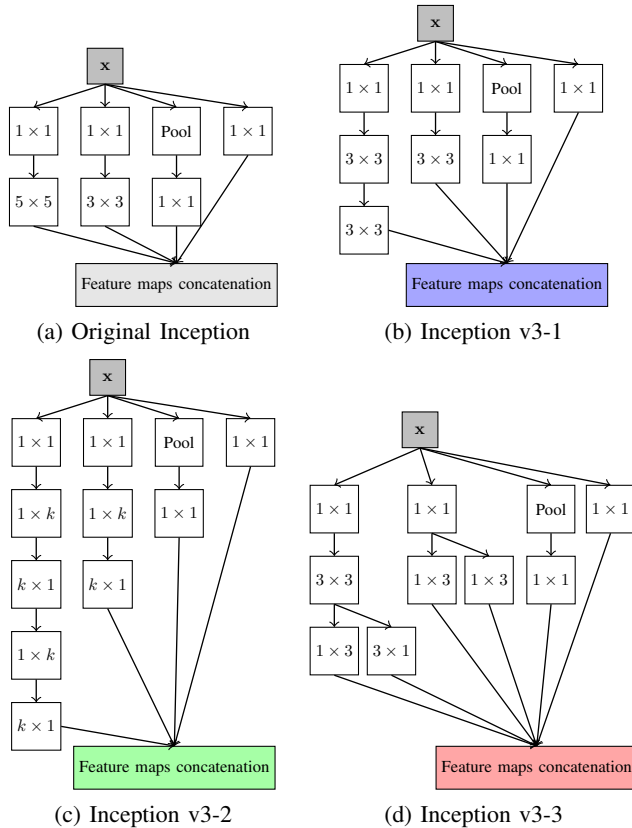 x
1 × 1 1 × 1 Pool 1 × 1
5 × 5 3 × 3 1 × 1
Feature maps concatenation
(a) Original Inception
x
1 × 1 1 × 1 Pool 1 × 1
3 × 3 3 × 3 1 × 1
3 × 3
Feature maps concatenation
(b) Inception v3-1
x
1 × 1 1 × 1 Pool 1 × 1
1 × k 1 × k 1 × 1
k × 1 k × 1
1 × k
k × 1
Feature maps concatenation
(c) Inception v3-2
x
1 × 1 1 × 1 Pool 1 × 1
3 × 3 1 × 3 1 × 3 1 × 1
1 × 3 3 × 1
Feature maps concatenation
(d) Inception v3-3